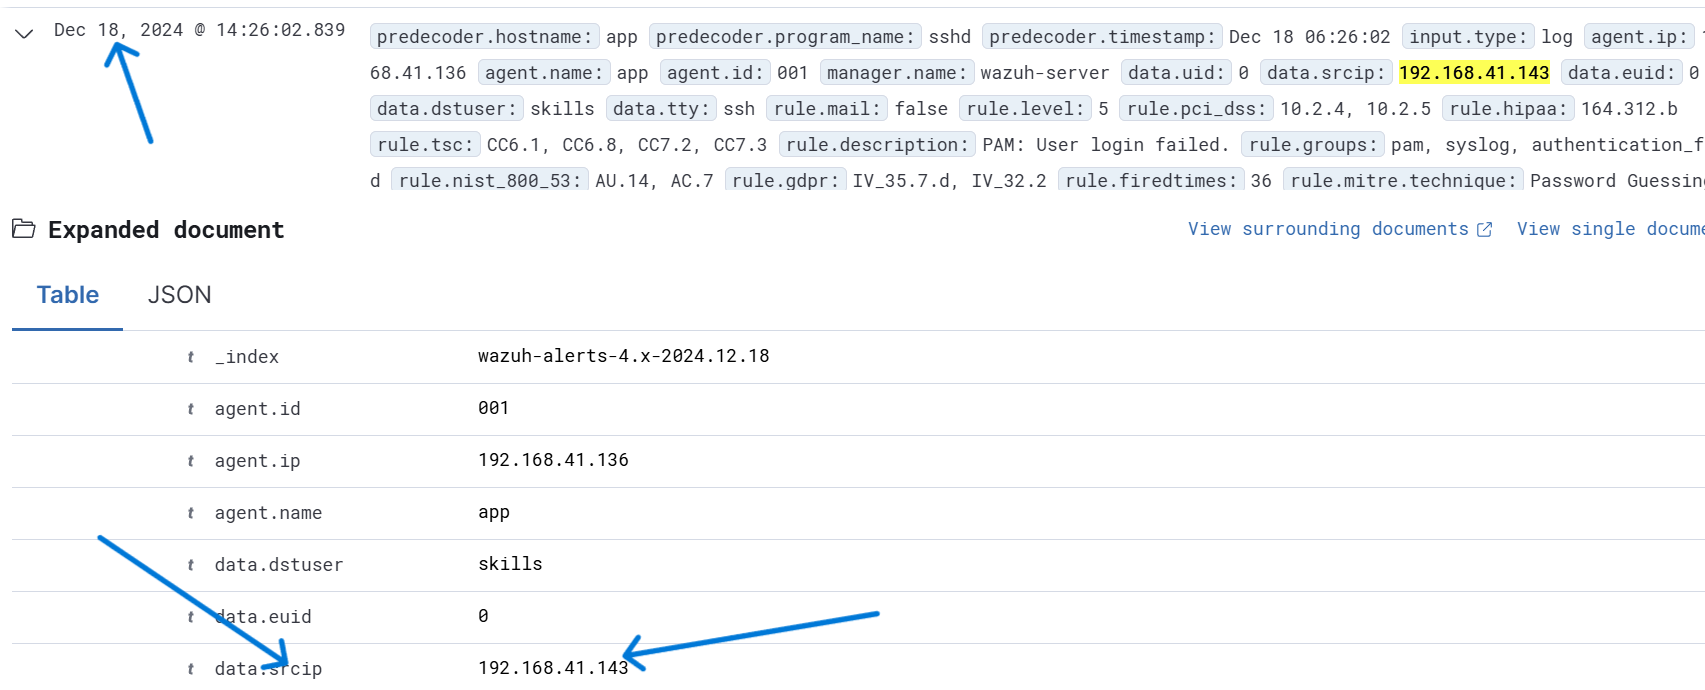 Dec 18, 2024 @ 14:26:02.839 predecoder.hostname: app predecoder.program_name: sshd predecoder.timestamp: Dec 18 06:26:02 input.type: log agent.ip:
68.41.136 agent.name: app agent.id: 001 manager.name: wazuh-server data.uid: 0 data.srcip: 192.168.41.143 data.euid: 0
data.dstuser: skills data.tty: ssh rule.mail: false rule.level: 5 rule.pci_dss: 10.2.4, 10.2.5 rule.hipaa: 164.312.b
rule.tsc: CC6.1, CC6.8, CC7.2, CC7.3 rule.description: PAM: User login failed. rule.groups: pam, syslog, authentication_f
d rule.nist_800_53: AU.14, AC.7 rule.gdpr: IV_35.7.d, IV_32.2 rule.firedtimes: 36 rule.mitre.technique: Password Guessin
Expanded document View surrounding documents View single docume
Table JSON
t _index wazuh-alerts-4.x-2024.12.18
t agent.id 001
t agent.ip 192.168.41.136
t agent.name app
t data.dstuser skills
t data.euid 0
t data.srcip 192.168.41.143